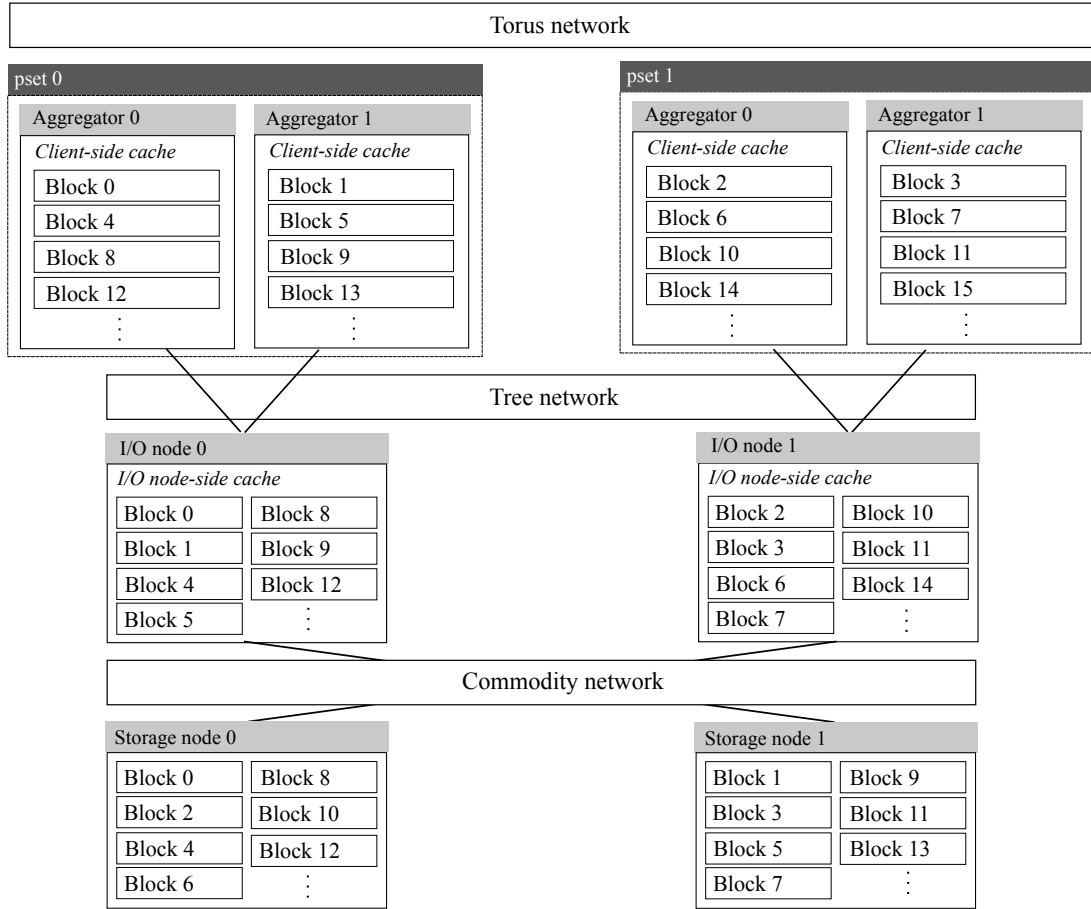 Torus network
pset 0
Aggregator 0
Client-side cache
Block 0
Block 4
Block 8
Block 12
⋮
Aggregator 1
Client-side cache
Block 1
Block 5
Block 9
Block 13
⋮
pset 1
Aggregator 0
Client-side cache
Block 2
Block 6
Block 10
Block 14
⋮
Aggregator 1
Client-side cache
Block 3
Block 7
Block 11
Block 15
⋮
Tree network
I/O node 0
I/O node-side cache
Block 0
Block 1
Block 4
Block 5
Block 8
Block 9
Block 12
⋮
I/O node 1
I/O node-side cache
Block 2
Block 3
Block 6
Block 7
Block 10
Block 11
Block 14
⋮
Commodity network
Storage node 0
Block 0
Block 2
Block 4
Block 6
Block 8
Block 10
Block 12
⋮
Storage node 1
Block 1
Block 3
Block 5
Block 7
Block 9
Block 11
Block 13
⋮